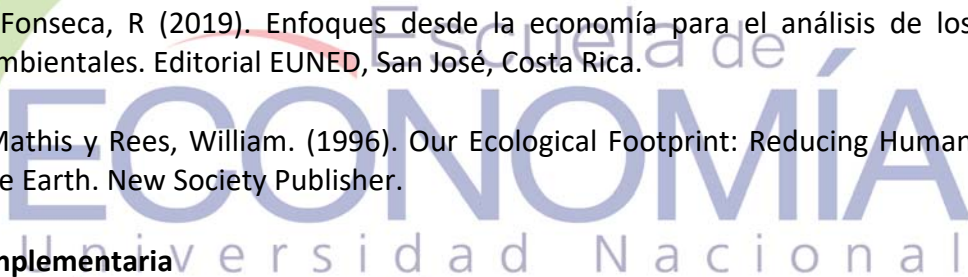 Fonseca, R (2019). Enfoques desde la economía para el análisis de los
mbientales. Editorial EUNED, San José, Costa Rica.
Escuela de
ECONOMÍA
Mathis y Rees, William. (1996). Our Ecological Footprint: Reducing Human
e Earth. New Society Publisher.
Universidad Nacional
mplementaria